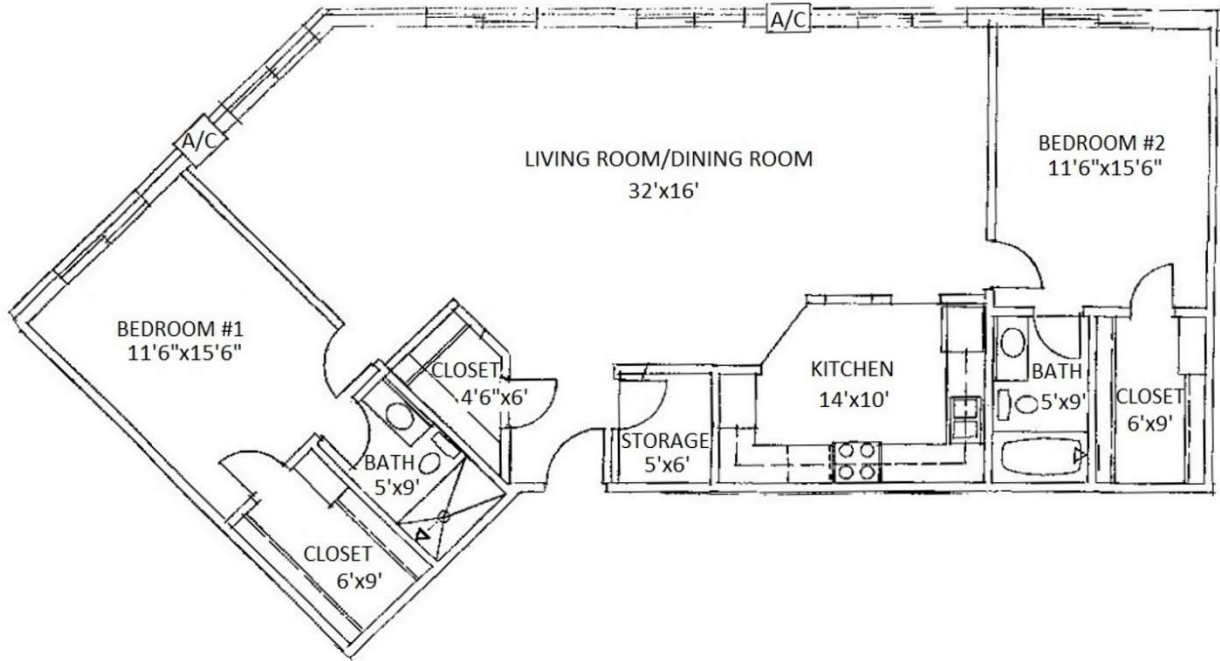 A/C
A/C
LIVING ROOM/DINING ROOM
32'x16'
BEDROOM #2
11'6"x15'6"
BEDROOM #1
11'6"x15'6"
CLOSET
4'6"x6'
KITCHEN
14'x10'
BATH
5'x9'
CLOSET
6'x9'
STORAGE
5'x6'
BATH
5'x9'
CLOSET
6'x9'